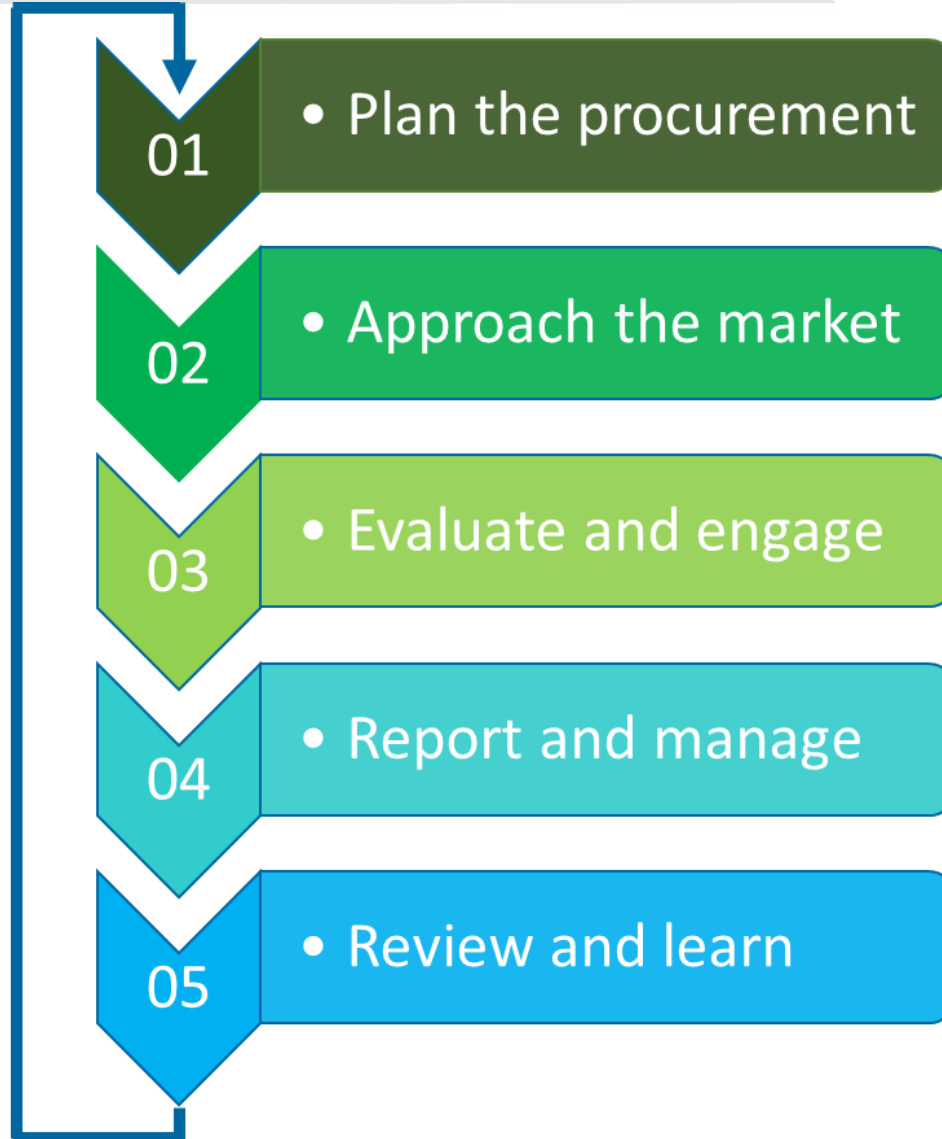 01
• Plan the procurement
02
• Approach the market
03
• Evaluate and engage
04
• Report and manage
05
• Review and learn